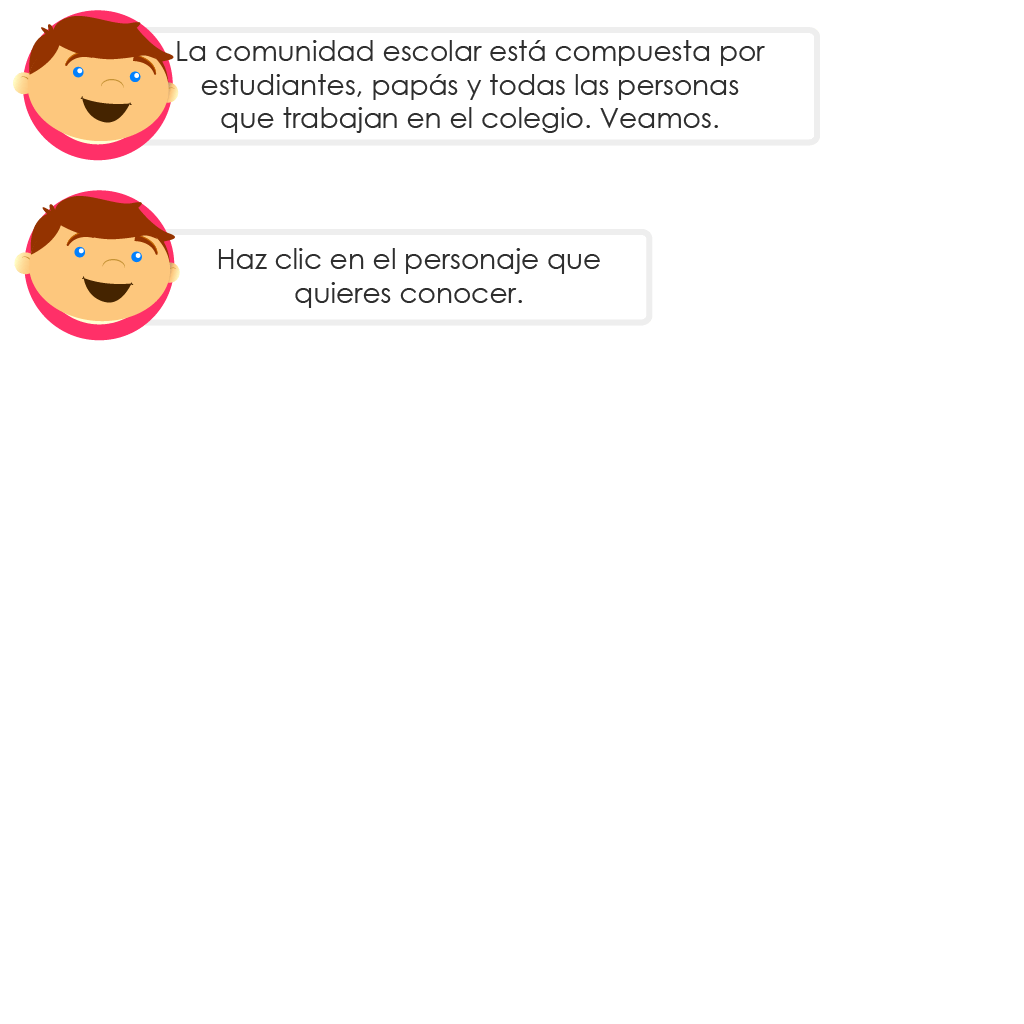 La comunidad escolar está compuesta por
estudiantes, papás y todas las personas
que trabajan en el colegio. Veamos.
Haz clic en el personaje que
quieres conocer.